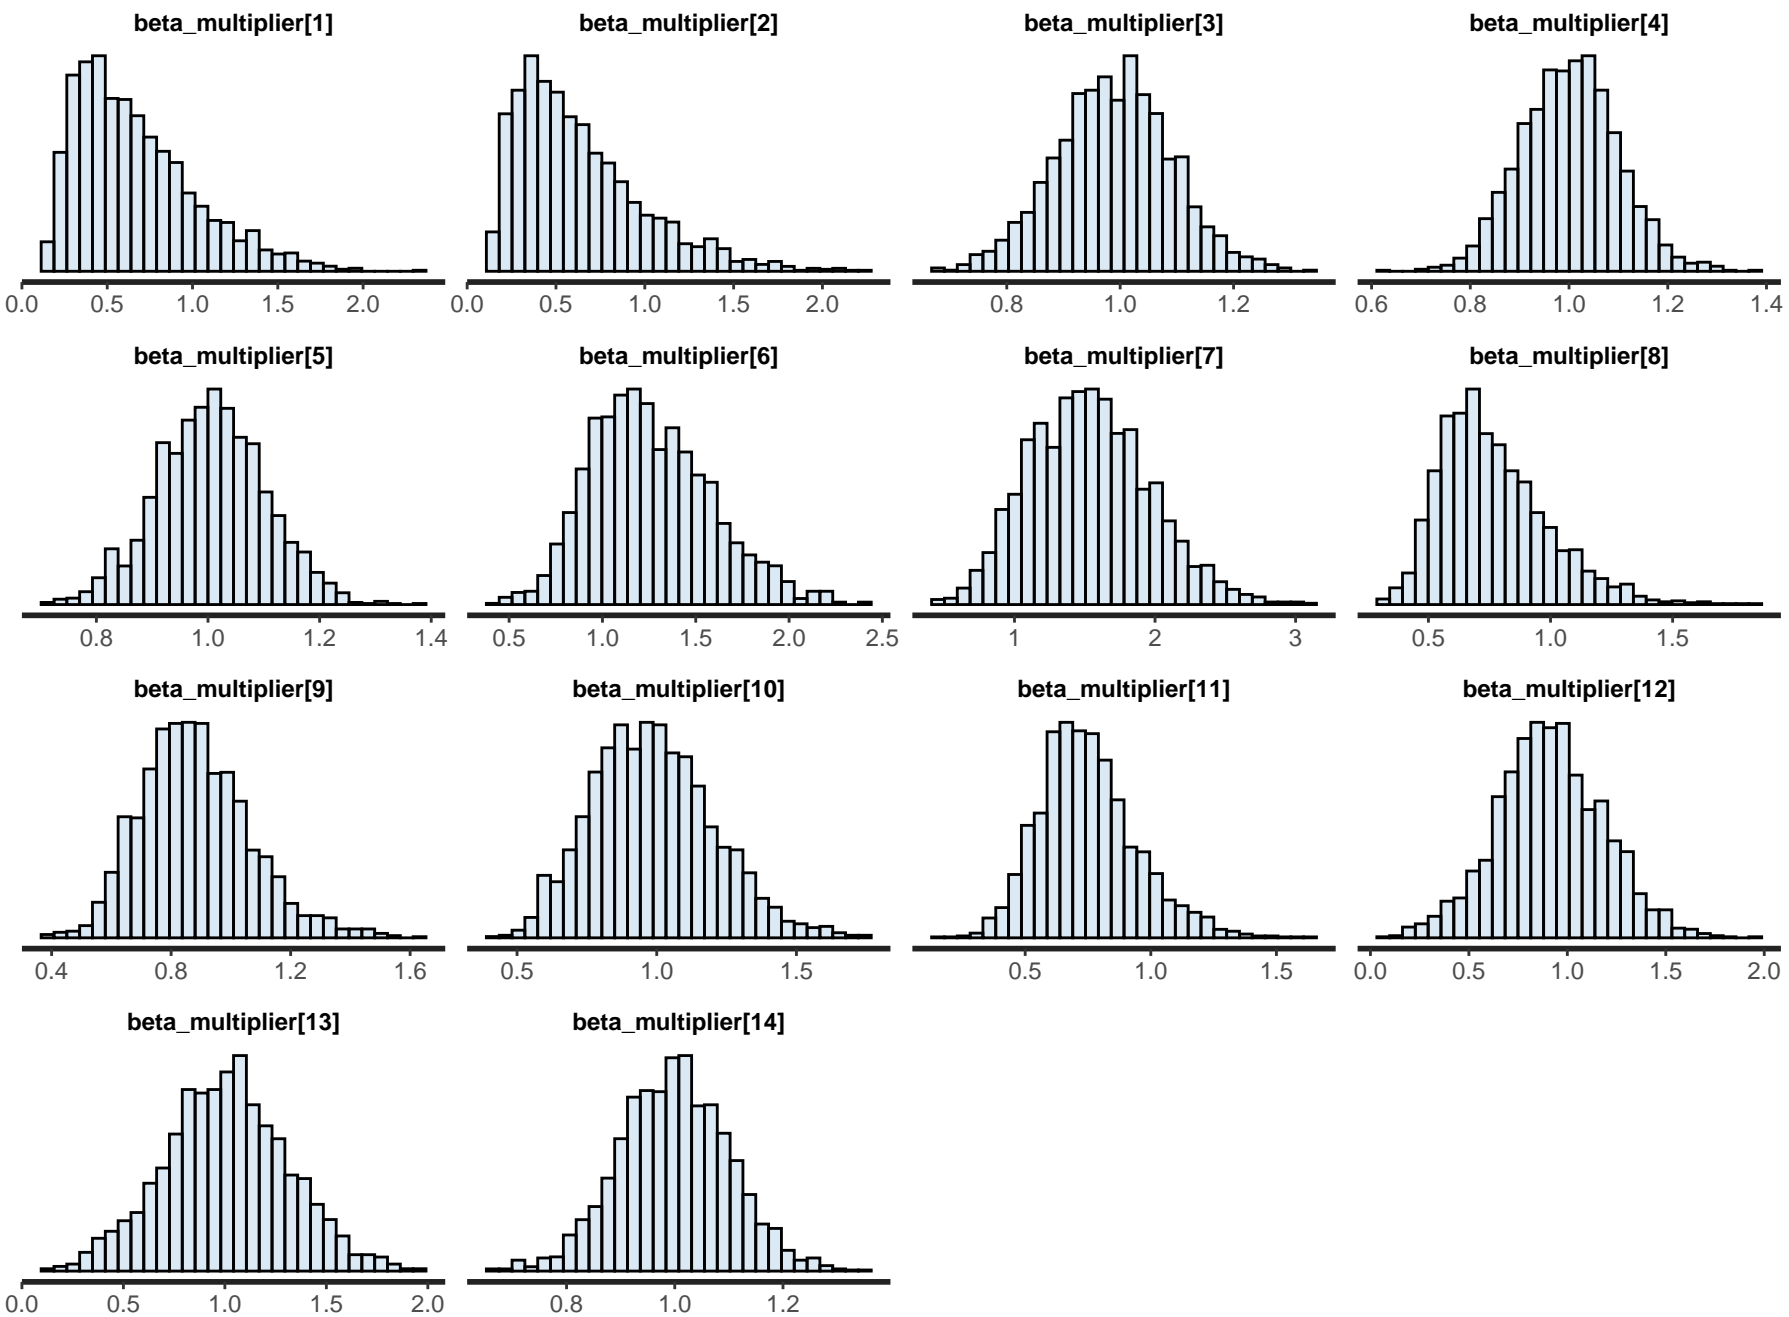 beta_multiplier[1] beta_multiplier[2] beta_multiplier[3] beta_multiplier[4]
0.0 0.5 1.0 1.5 2.0 0.0 0.5 1.0 1.5 2.0 0.8 1.0 1.2 0.6 0.8 1.0 1.2 1.4
beta_multiplier[5] beta_multiplier[6] beta_multiplier[7] beta_multiplier[8]
0.8 1.0 1.2 1.4 0.5 1.0 1.5 2.0 2.5 1 2 3 0.5 1.0 1.5
beta_multiplier[9] beta_multiplier[10] beta_multiplier[11] beta_multiplier[12]
0.4 0.8 1.2 1.6 0.5 1.0 1.5 0.5 1.0 1.5 0.0 0.5 1.0 1.5 2.0
beta_multiplier[13] beta_multiplier[14]
0.0 0.5 1.0 1.5 2.0 0.8 1.0 1.2